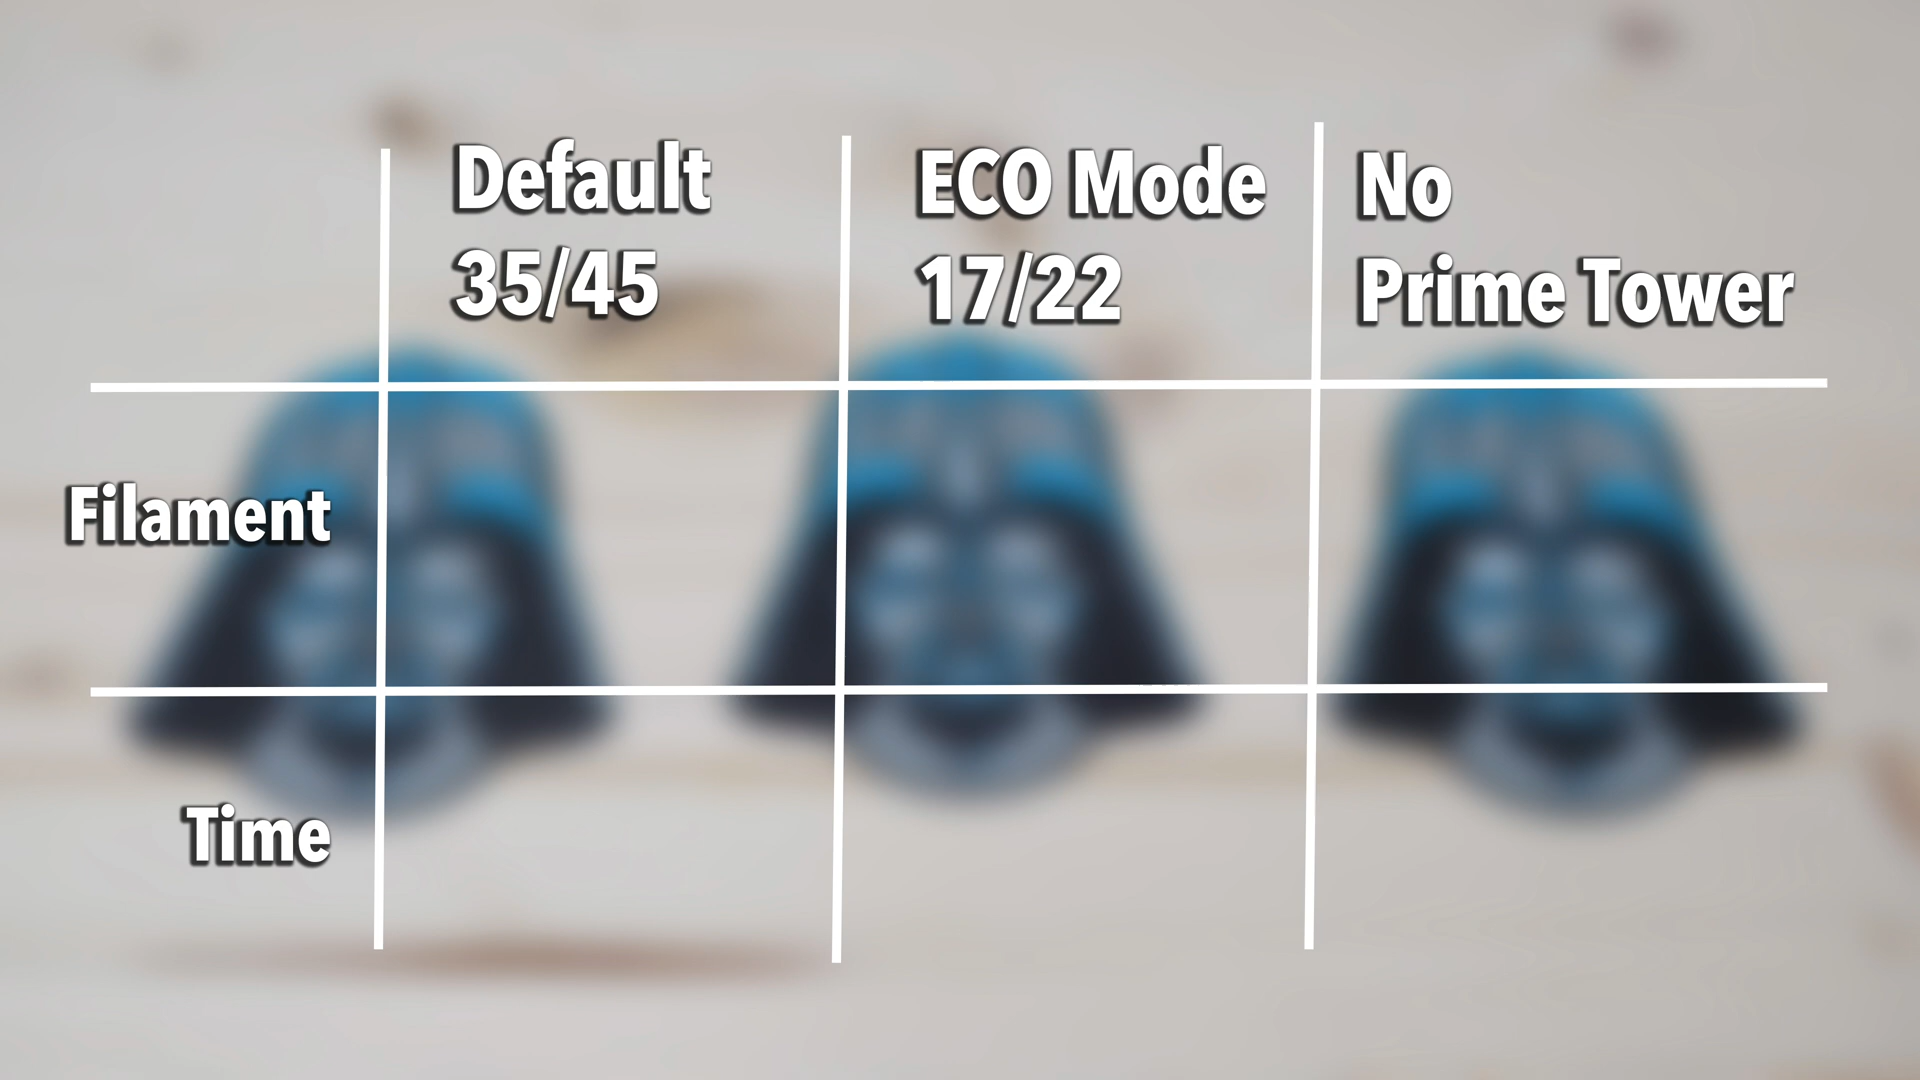 Default
35/45
ECO Mode
17/22
No
Prime Tower
Filament
Time